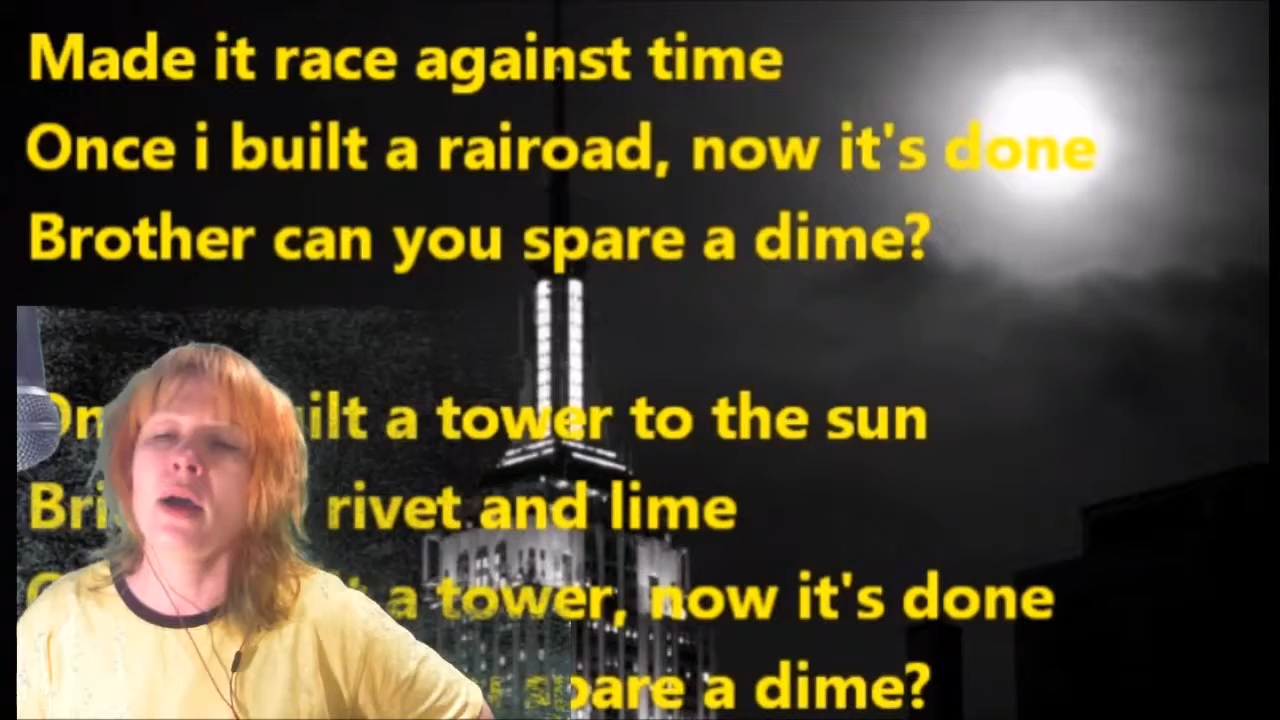 Made it race against time
Once i built a rairoad, now it's done
Brother can you spare a dime?
On ilt a tower to the sun
Bri rivet and lime
a tower, now it's done
pare a dime?